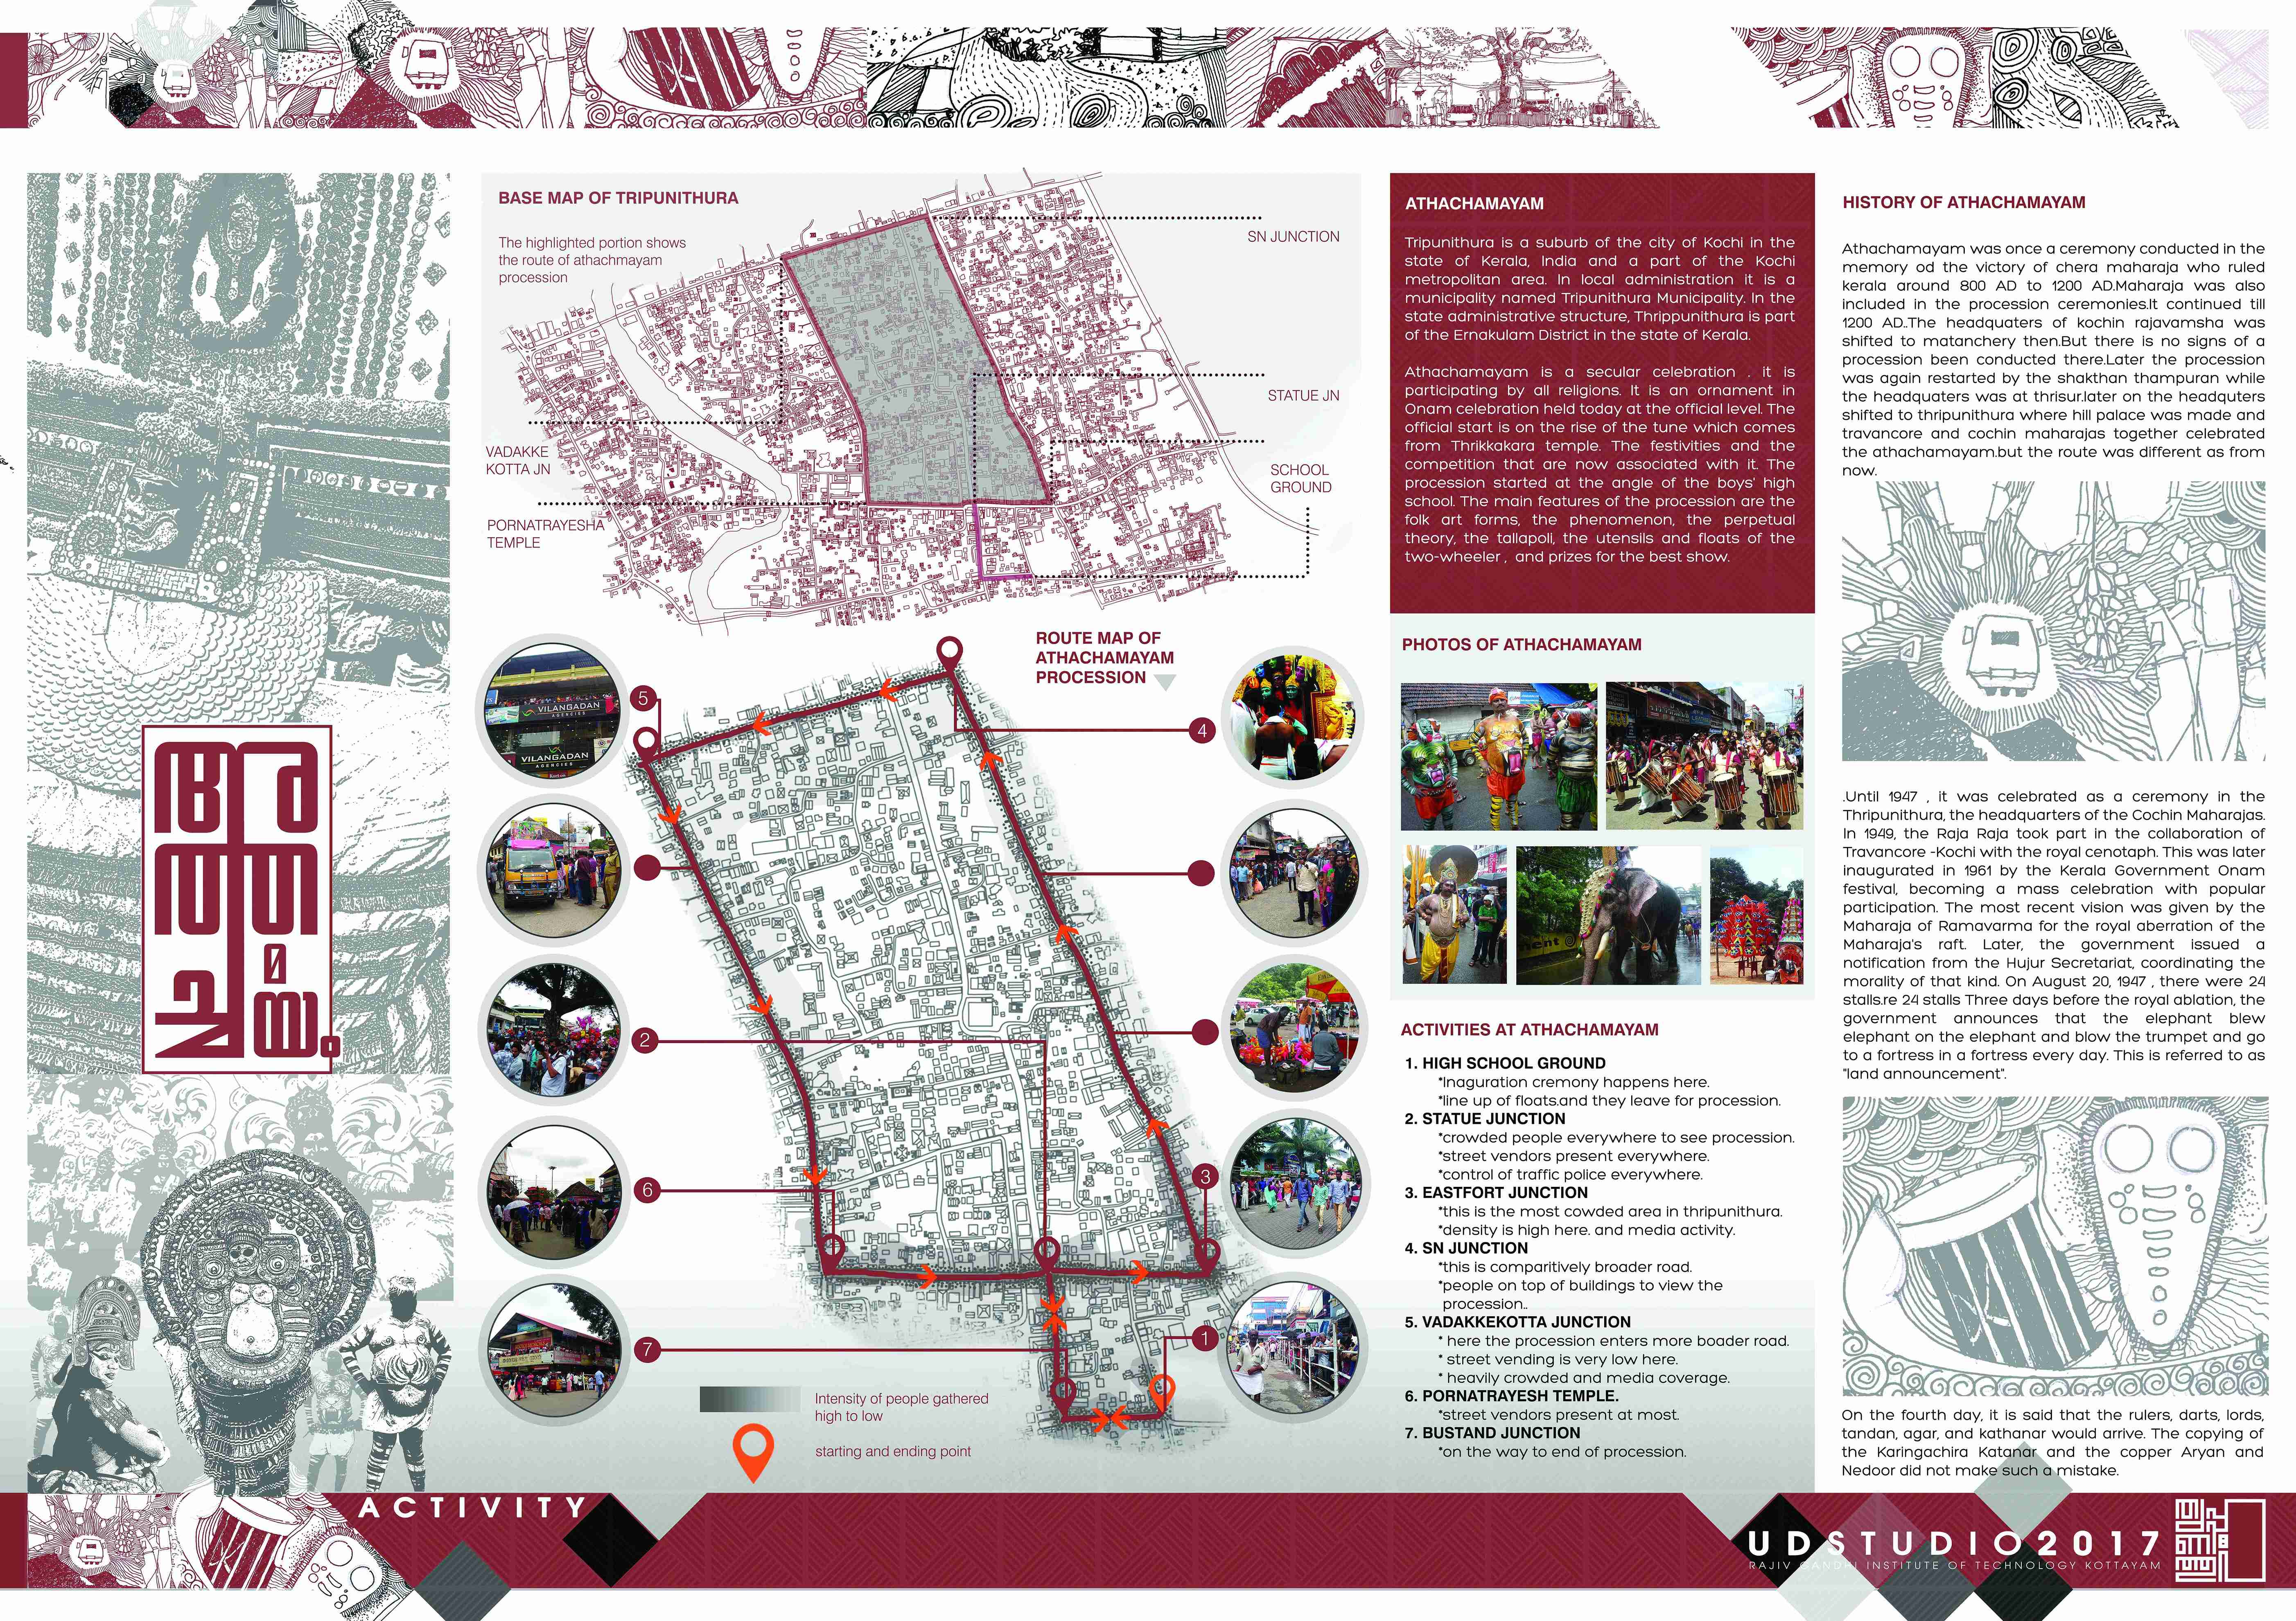 BASE MAP OF TRIPUNITHURA
The highlighted portion shows
the route of athachmayam
procession
SN JUNCTION
STATUE JN
VADAKKE
KOTTA JN
SCHOOL
GROUND
PORNATRAYESHA
TEMPLE
ROUTE MAP OF
ATHACHAMAYAM
PROCESSION
5
VILANGADAN
AGENCIES
VILANGADAN
AGENCIES
4
2
6
3
7
1
Intensity of people gathered
high to low
starting and ending point
അത്തച്ചമയം
ATHACHAMAYAM
Tripunithura is a suburb of the city of Kochi in the
state of Kerala, India and a part of the Kochi
metropolitan area. In local administration it is a
municipality named Tripunithura Municipality. In the
state administrative structure, Thrippunithura is part
of the Ernakulam District in the state of Kerala.
Athachamayam is a secular celebration . it is
participating by all religions. It is an ornament in
Onam celebration held today at the official level. The
official start is on the rise of the tune which comes
from Thrikkakara temple. The festivities and the
competition that are now associated with it. The
procession started at the angle of the boys' high
school. The main features of the procession are the
folk art forms, the phenomenon, the perpetual
theory, the tallapoli, the utensils and floats of the
two-wheeler , and prizes for the best show.
PHOTOS OF ATHACHAMAYAM
ACTIVITIES AT ATHACHAMAYAM
1. HIGH SCHOOL GROUND
*Inaguration cremony happens here.
*line up of floats.and they leave for procession.
2. STATUE JUNCTION
*crowded people everywhere to see procession.
*street vendors present everywhere.
*control of traffic police everywhere.
3. EASTFORT JUNCTION
*this is the most cowded area in thripunithura.
*density is high here. and media activity.
4. SN JUNCTION
*this is comparitively broader road.
*people on top of buildings to view the
procession..
5. VADAKKEKOTTA JUNCTION
* here the procession enters more boader road.
* street vending is very low here.
* heavily crowded and media coverage.
6. PORNATRAYESH TEMPLE.
*street vendors present at most.
7. BUSTAND JUNCTION
*on the way to end of procession.
HISTORY OF ATHACHAMAYAM
Athachamayam was once a ceremony conducted in the
memory od the victory of chera maharaja who ruled
kerala around 800 AD to 1200 AD.Maharaja was also
included in the procession ceremonies.It continued till
1200 AD..The headquaters of kochin rajavamsha was
shifted to matanchery then.But there is no signs of a
procession been conducted there.Later the procession
was again restarted by the shakthan thampuran while
the headquaters was at thrisur.later on the headquters
shifted to thripunithura where hill palace was made and
travancore and cochin maharajas together celebrated
the athachamayam.but the route was different as from
now.
.Until 1947 , it was celebrated as a ceremony in the
Thripunithura, the headquarters of the Cochin Maharajas.
In 1949, the Raja Raja took part in the collaboration of
Travancore -Kochi with the royal cenotaph. This was later
inaugurated in 1961 by the Kerala Government Onam
festival, becoming a mass celebration with popular
participation. The most recent vision was given by the
Maharaja of Ramavarma for the royal aberration of the
Maharaja's raft. Later, the government issued a
notification from the Hujur Secretariat, coordinating the
morality of that kind. On August 20, 1947 , there were 24
stalls.re 24 stalls Three days before the royal ablation, the
government announces that the elephant blew
elephant on the elephant and blow the trumpet and go
to a fortress in a fortress every day. This is referred to as
"land announcement".
On the fourth day, it is said that the rulers, darts, lords,
tandan, agar, and kathanar would arrive. The copying of
the Karingachira Katanar and the copper Aryan and
Nedoor did not make such a mistake.
ACTIVITY
UDSTUDIO2017
RAJIV GANDHI INSTITUTE OF TECHNOLOGY KOTTAYAM